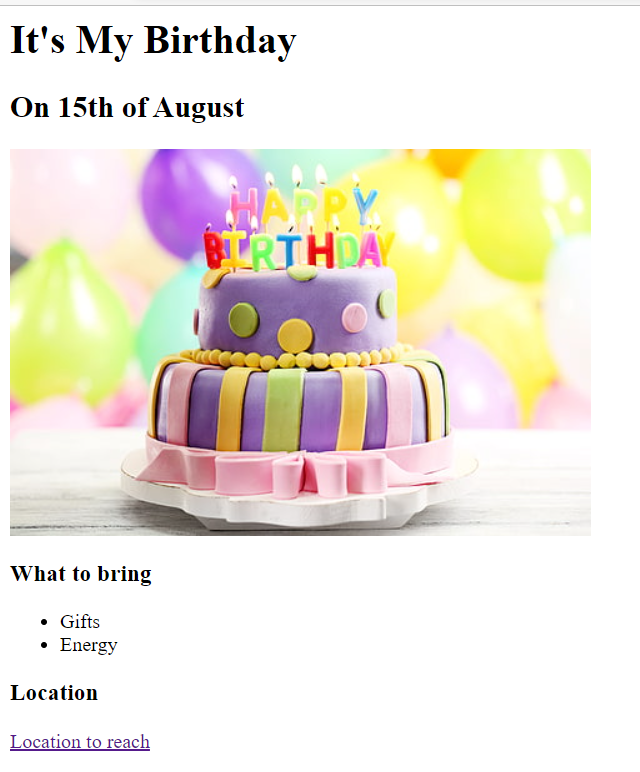 It's My Birthday
On 15th of August
HAPPY
BIRTHDAY
What to bring
Gifts
Energy
Location
Location to reach